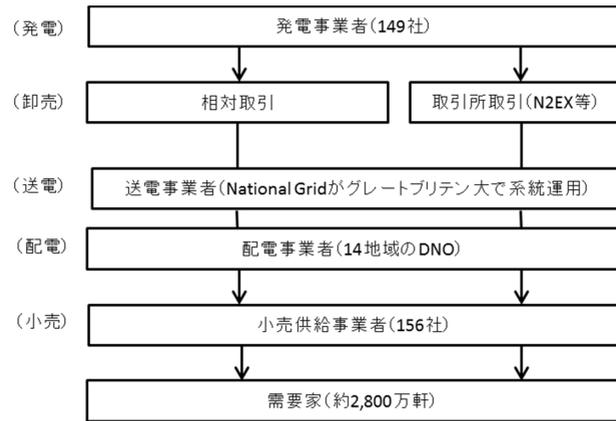 (発電)
発電事業者(149社)
(卸売)
相対取引
取引所取引(N2EX等)
(送電)
送電事業者(National Gridがグレートブリテン大で系統運用)
(配電)
配電事業者(14地域のDNO)
(小売)
小売供給事業者(156社)
需要家(約2,800万軒)